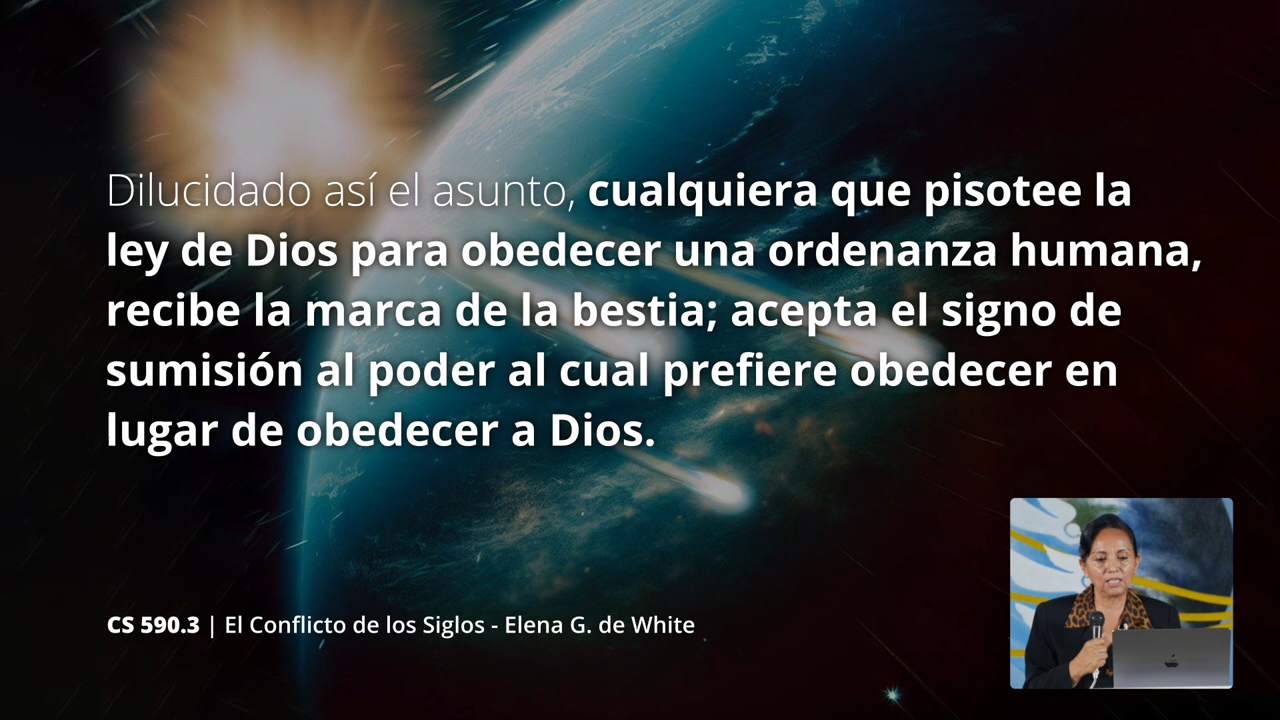 Dilucidado así el asunto, cualquiera que pisotee la
ley de Dios para obedecer una ordenanza humana,
recibe la marca de la bestia; acepta el signo de
sumisión al poder al cual prefiere obedecer en
lugar de obedecer a Dios.
CS 590.3 | El Conflicto de los Siglos - Elena G. de White